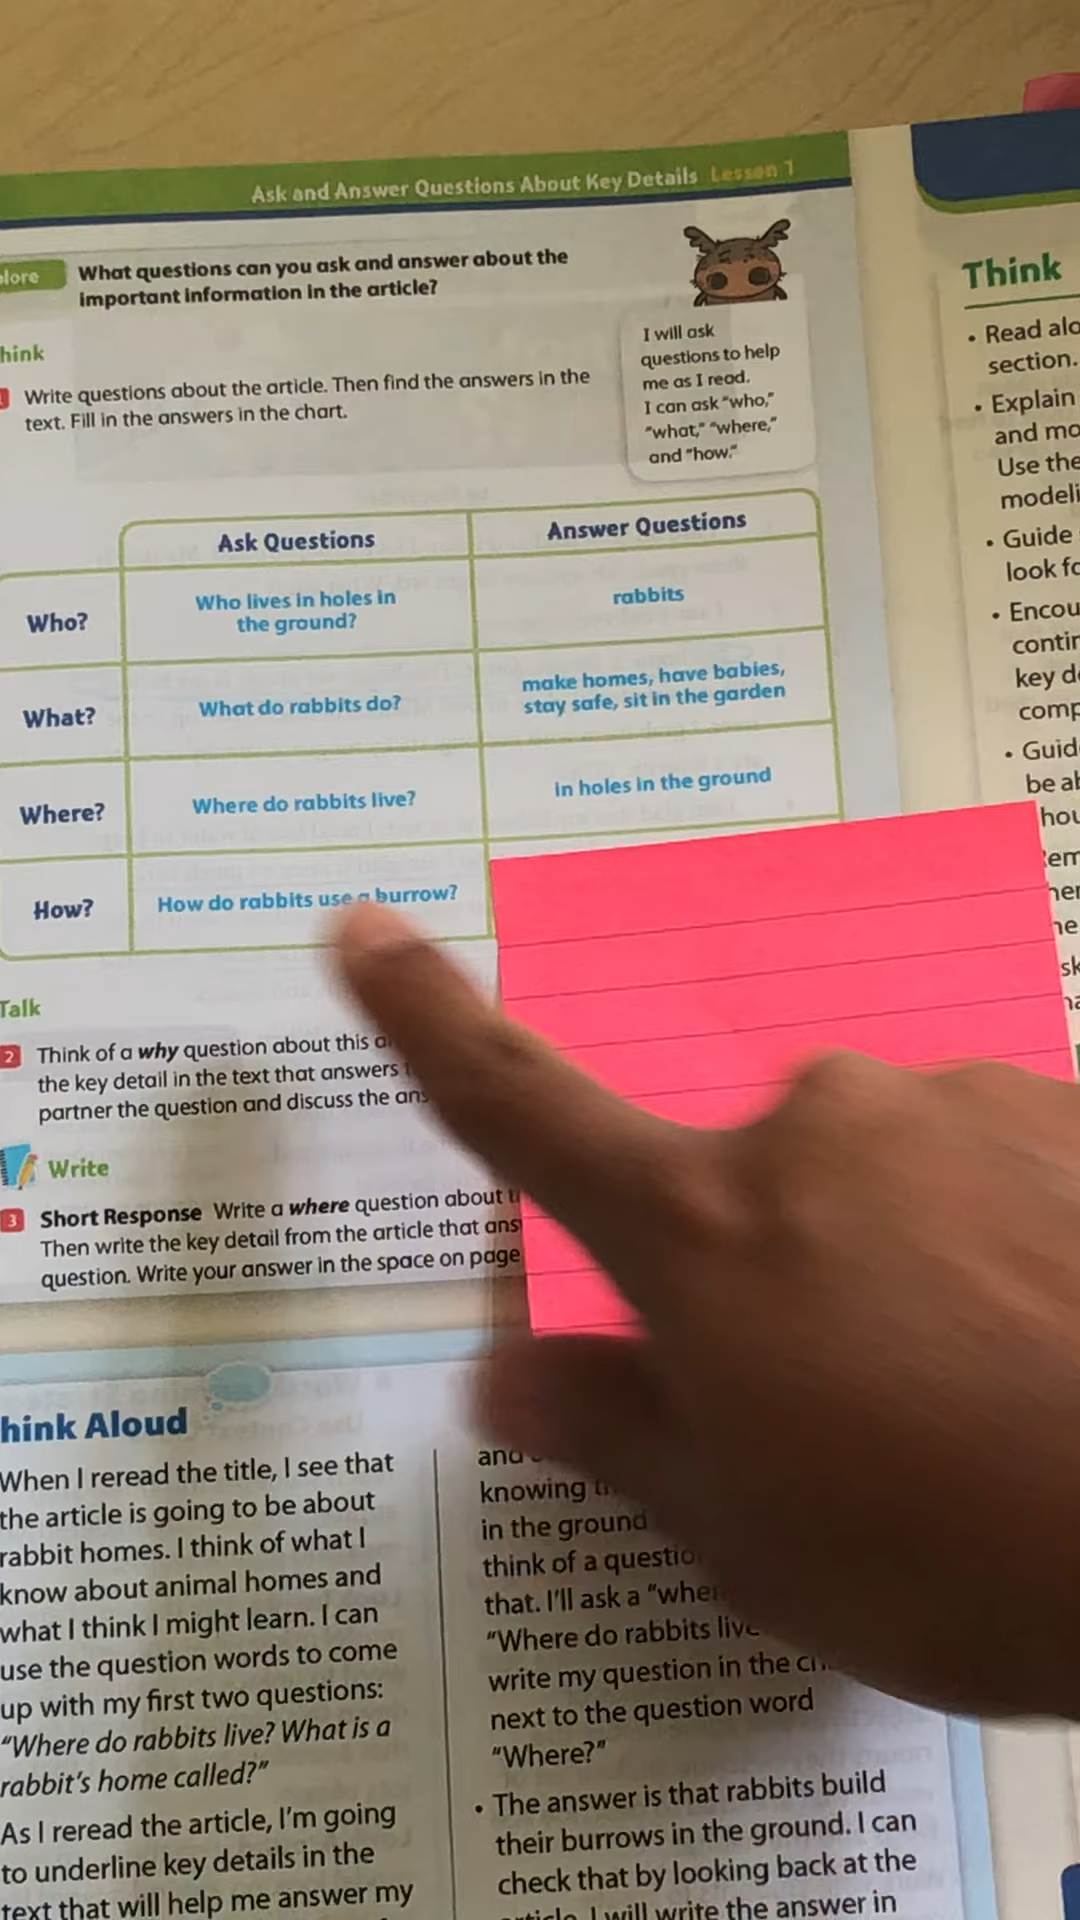 Ask and Answer Questions About Key Details Lesson 1
What questions can you ask and answer about the
important information in the article?
I will ask
questions to help
me as I read.
I can ask “who,”
“what,” “where,”
and “how.”
Write questions about the article. Then find the answers in the
text. Fill in the answers in the chart.
Ask Questions
Answer Questions
Who?
Who lives in holes in
the ground?
rabbits
What?
What do rabbits do?
make homes, have babies,
stay safe, sit in the garden
Where?
Where do rabbits live?
in holes in the ground
How?
How do rabbits use a burrow?
Talk
2 Think of a why question about this
the key detail in the text that answers
partner the question and discuss the
Write
3 Short Response Write a where question about
Then write the key detail from the article that
question. Write your answer in the space on page
hink Aloud
When I reread the title, I see that
the article is going to be about
rabbit homes. I think of what I
know about animal homes and
what I think I might learn. I can
use the question words to come
up with my first two questions:
“Where do rabbits live? What is a
rabbit’s home called?”
As I reread the article, I’m going
to underline key details in the
text that will help me answer my
and
knowing
in the ground
think of a
that. I’ll ask a
“Where do rabbits
write my question in the
next to the question word
“Where?”
• The answer is that rabbits build
their burrows in the ground. I can
check that by looking back at the
I will write the answer in
Think
• Read
section.
• Explain
and
Use the
• Guide
look
•
key
•